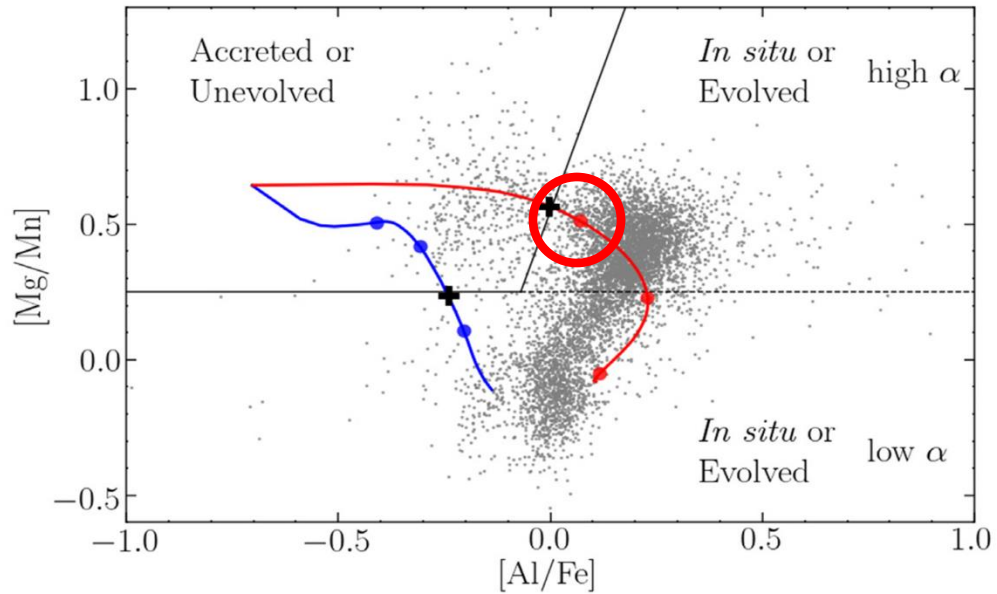 Accreted or
Unevolved
In situ or
Evolved
high α
1.0
0.5
0.0
−0.5
[Mg/Mn]
In situ or
Evolved
low α
−1.0 −0.5 0.0 0.5 1.0
[Al/Fe]